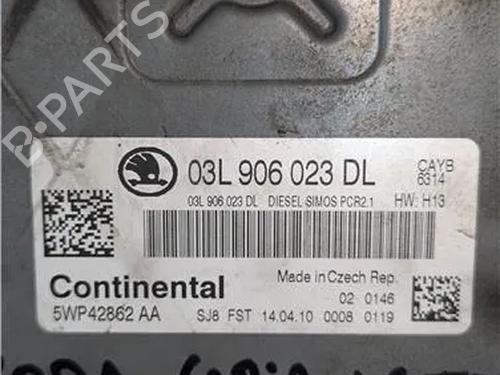 B-PARTS
03L 906 023 DL
CAYB
6314
03L 906 023 DL DIESEL SIMOS PCR2.1 HW: H13
Continental
Made in Czech Rep.
02 0146
5WP42862 AA
SJ8 FST 14.04.10 0008 0119